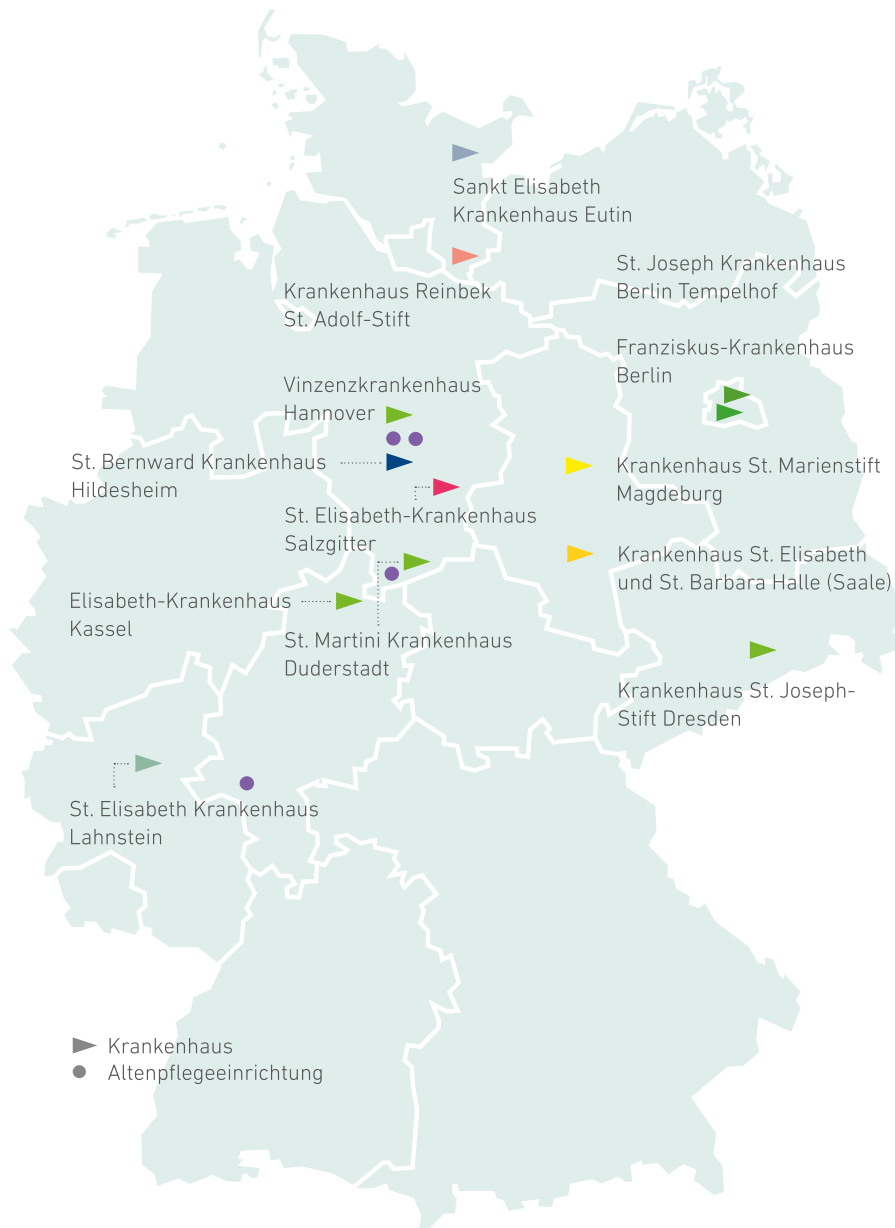 Sankt Elisabeth
Krankenhaus Eutin
St. Joseph Krankenhaus
Berlin Tempelhof
Krankenhaus Reinbek
St. Adolf-Stift
Franziskus-Krankenhaus
Berlin
Vinzenzkrankenhaus
Hannover
St. Bernward Krankenhaus
Hildesheim
Krankenhaus St. Marienstift
Magdeburg
St. Elisabeth-Krankenhaus
Salzgitter
Krankenhaus St. Elisabeth
und St. Barbara Halle (Saale)
Elisabeth-Krankenhaus
Kassel
St. Martini Krankenhaus
Duderstadt
Krankenhaus St. Joseph-
Stift Dresden
St. Elisabeth Krankenhaus
Lahnstein
Krankenhaus
Altenpflegeeinrichtung